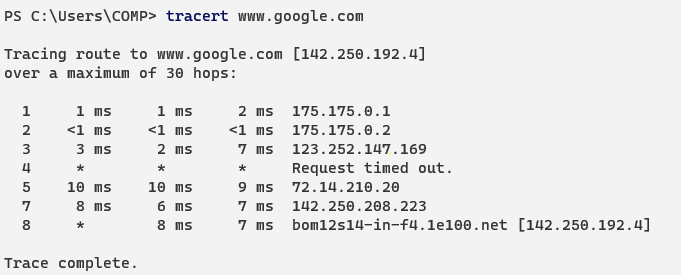 PS C:\Users\COMP> tracert www.google.com
Tracing route to www.google.com [142.250.192.4]
over a maximum of 30 hops:
1 1 ms 1 ms 2 ms 175.175.0.1
2 <1 ms <1 ms <1 ms 175.175.0.2
3 3 ms 2 ms 7 ms 123.252.147.169
4 * * * Request timed out.
5 10 ms 10 ms 9 ms 72.14.210.20
7 8 ms 6 ms 7 ms 142.250.208.223
8 * 8 ms 7 ms bom12s14-in-f4.1e100.net [142.250.192.4]
Trace complete.